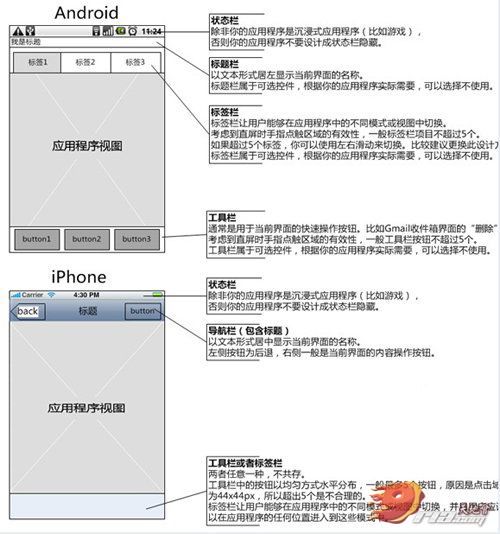 Android
11:24
我是标题
标签1
标签2
标签3
应用程序视图
button1
button2
button3
状态栏
除非你的应用程序是沉浸式应用程序（比如游戏），
否则你的应用程序不要设计成状态栏隐藏。
标题栏
以文本形式居左显示当前界面的名称。
标题栏属于可选控件，根据你的应用程序实际需要，可以选择不使用。
标签栏
标签栏让用户能够在应用程序中的不同模式或视图中切换。
考虑到直屏时手指点触区域的有效性，一般标签栏项目不超过5个。
如果超过5个标签，你可以使用左右滑动来切换。比较建议更换此设计方
标签栏属于可选控件，根据你的应用程序实际需要，可以选择不使用。
工具栏
通常是用于当前界面的快速操作按钮。比如Gmail收件箱界面的“删除”
考虑到直屏时手指点触区域的有效性，一般工具栏按钮不超过5个。
工具栏属于可选控件，根据你的应用程序实际需要，可以选择不使用。
iPhone
Carrier
4:30 PM
back
标题
button
应用程序视图
状态栏
除非你的应用程序是沉浸式应用程序（比如游戏），
否则你的应用程序不要设计成状态栏隐藏。
导航栏（包含标题）
以文本形式居中显示当前界面的名称。
左侧按钮为后退，右侧一般是当前界面的内容操作按钮。
工具栏或者标签栏
两者任意一种，不共存。
工具栏中的按钮以均匀方式水平分布，一般最多5个按钮，原因是点击域
为44x44px，所以超出5个是不合理的。
标签栏让用户能够在应用程序中的不同模式或视图中切换，并且用户应
以在应用程序的任何位置进入到这些模式中。